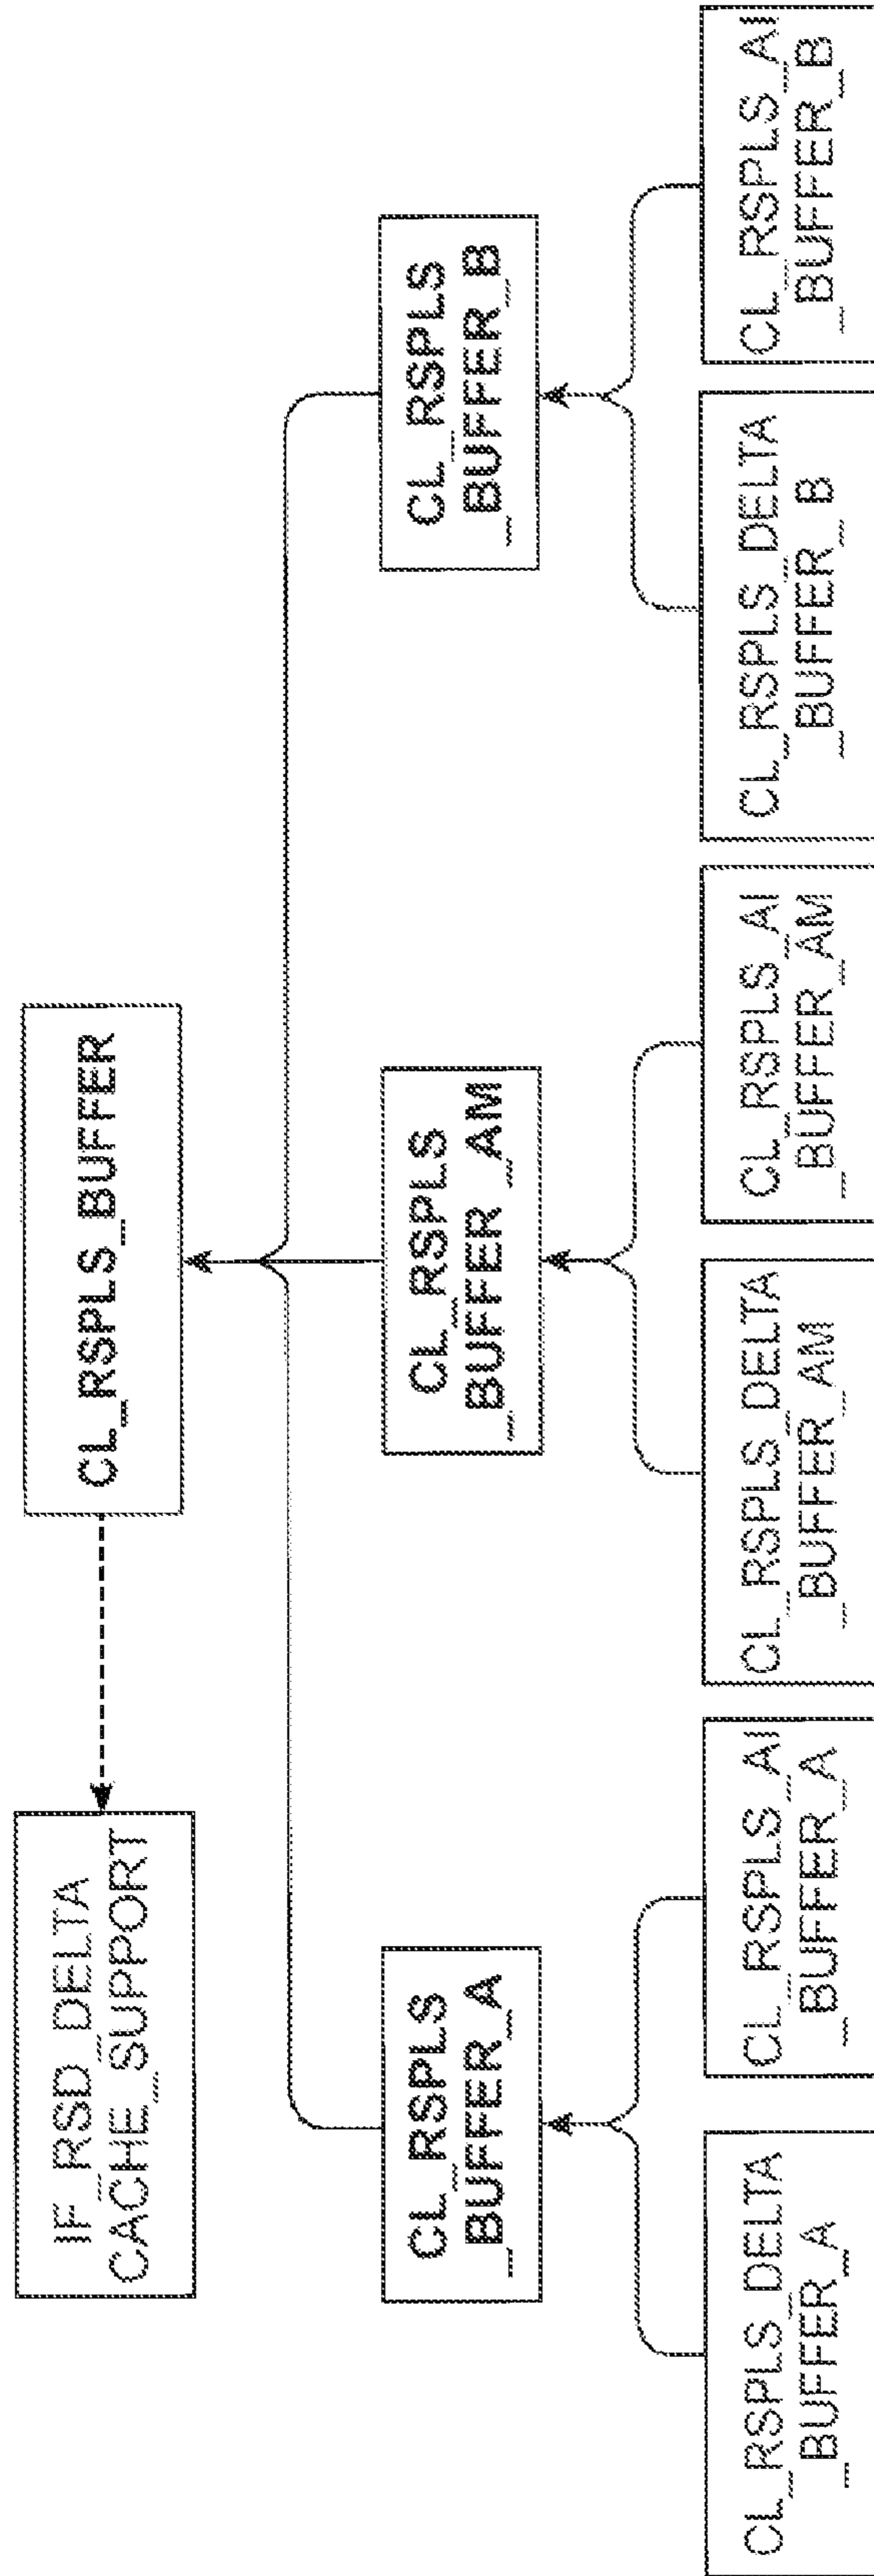 IF_RSD_DELTA
CACHE_SUPPORT
CL_RSPLS_BUFFER
CL_RSPLS
_BUFFER_A
CL_RSPLS
_BUFFER_AM
CL_RSPLS
_BUFFER_B
CL_RSPLS_DELTA
_BUFFER_A
CL_RSPLS_AI
_BUFFER_A
CL_RSPLS_DELTA
_BUFFER_AM
CL_RSPLS_AI
_BUFFER_AM
CL_RSPLS_DELTA
_BUFFER_B
CL_RSPLS_AI
_BUFFER_B